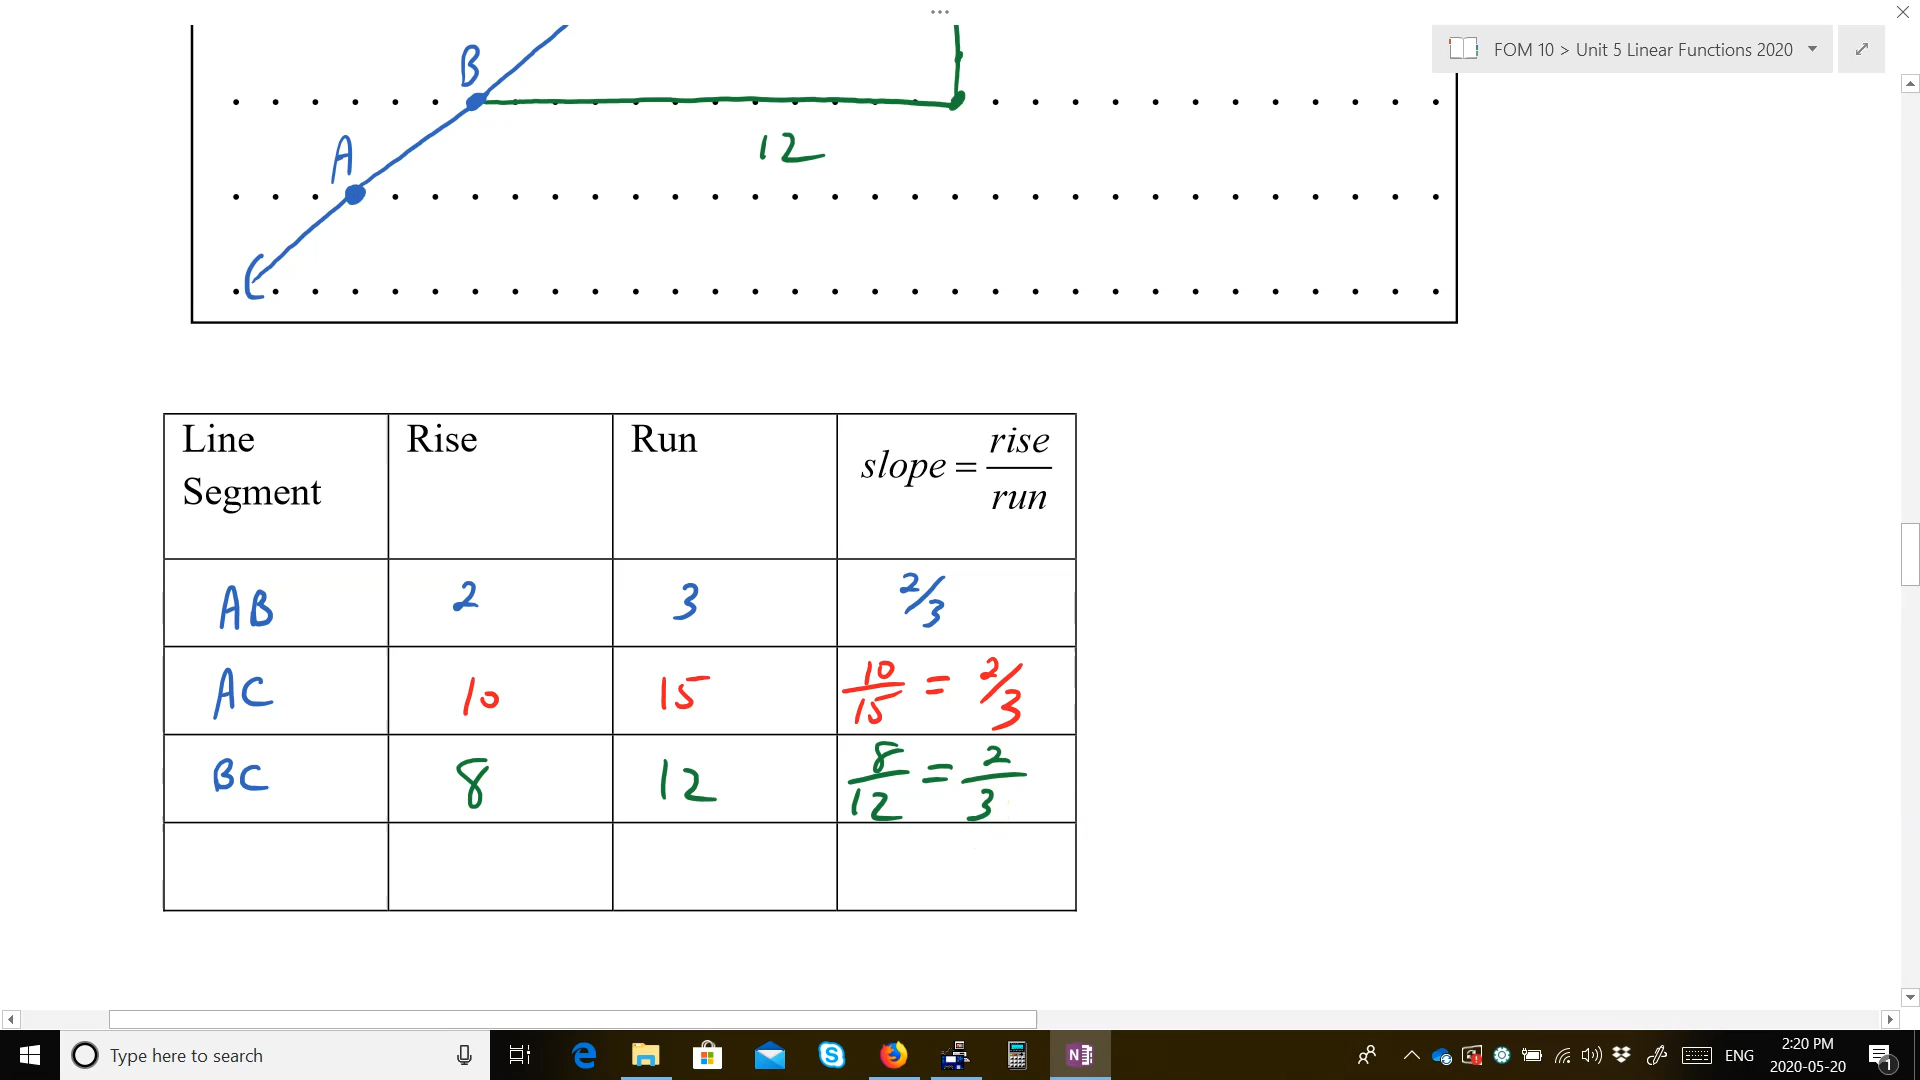 FOM 10 > Unit 5 Linear Functions 2020
B
12
A
Line Segment Rise Run slope = rise/run
AB 2 3 2/3
AC 10 15 10/15 = 2/3
BC 8 12 8/12 = 2/3
Type here to search
ENG
2:20 PM
2020-05-20
1